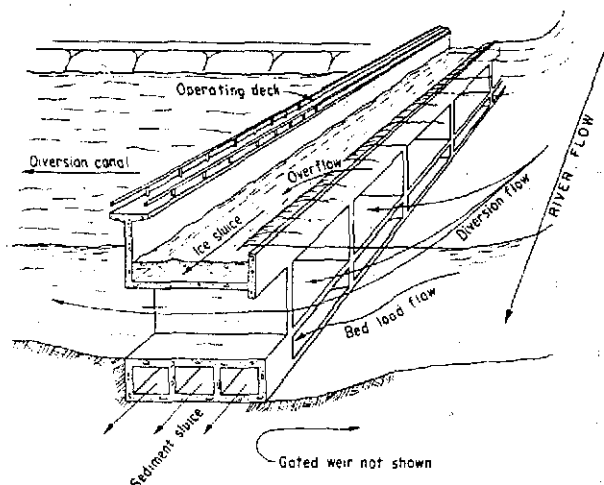 Operating deck
Diversion canal
Overflow
Ice sluice
Diversion flow
RIVER FLOW
Bed load flow
Sediment sluice
Gated weir not shown